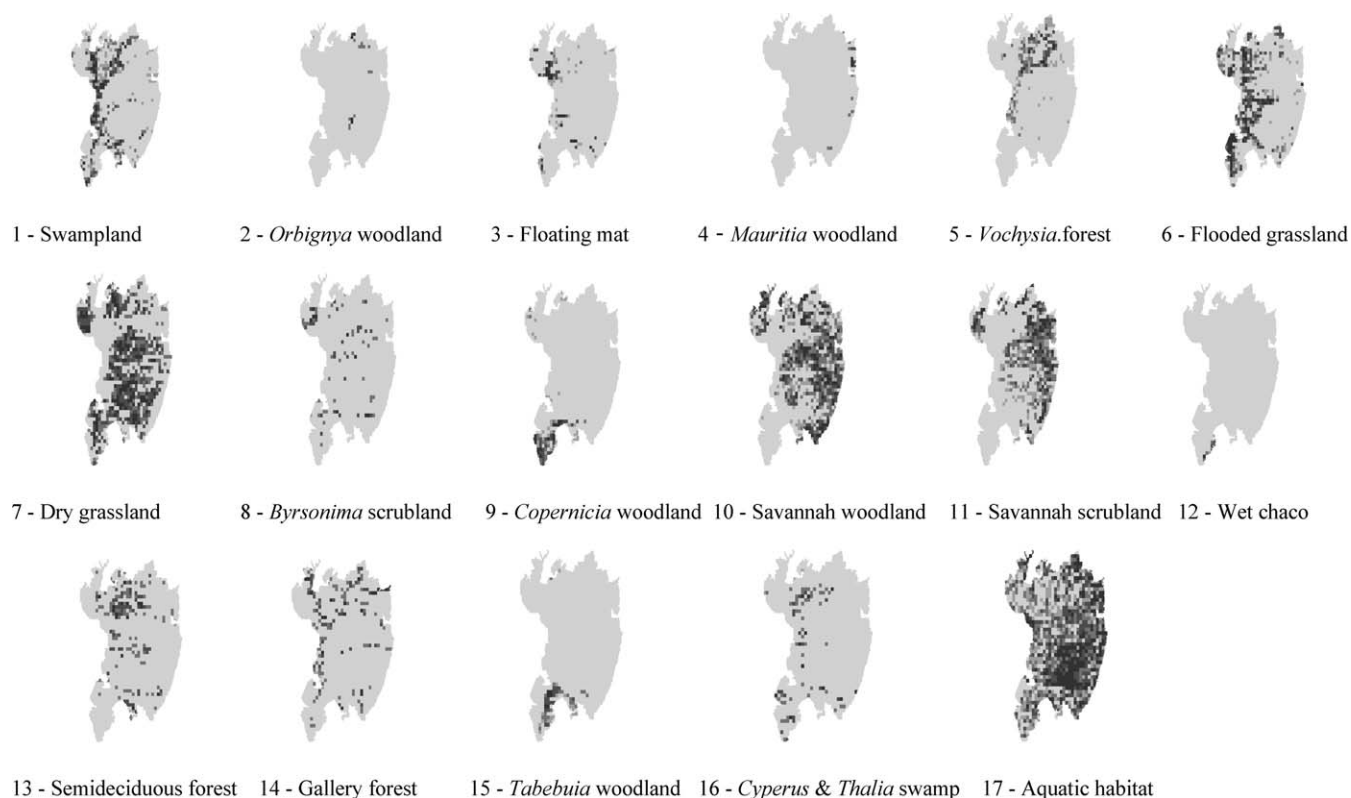 1 - Swampland 2 - Orbignya woodland 3 - Floating mat 4 - Mauritia woodland 5 - Vochysia.forest 6 - Flooded grassland
7 - Dry grassland 8 - Byrsonima scrubland 9 - Copernicia woodland 10 - Savannah woodland 11 - Savannah scrubland 12 - Wet chaco
13 - Semideciduous forest 14 - Gallery forest 15 - Tabebuia woodland 16 - Cyperus & Thalia swamp 17 - Aquatic habitat